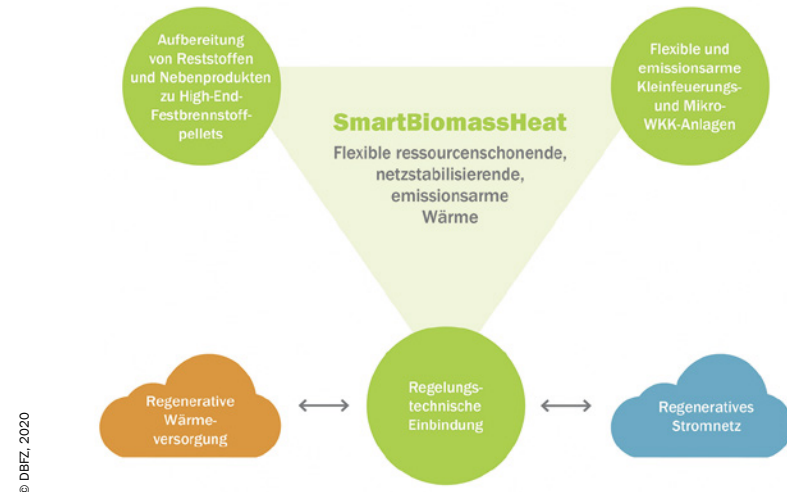 Aufbereitung
von Reststoffen
und Nebenprodukten
zu High-End-
Festbrennstoff-
pellets
Flexible und
emissionsarme
Kleinfeuerungs-
und Mikro-
WKK-Anlagen
SmartBiomassHeat
Flexible ressourcenschonende,
netzstabilisierende,
emissionsarme
Wärme
Regenerative
Wärme-
versorgung
Regelungs-
technische
Einbindung
Regeneratives
Stromnetz
© DBFZ, 2020